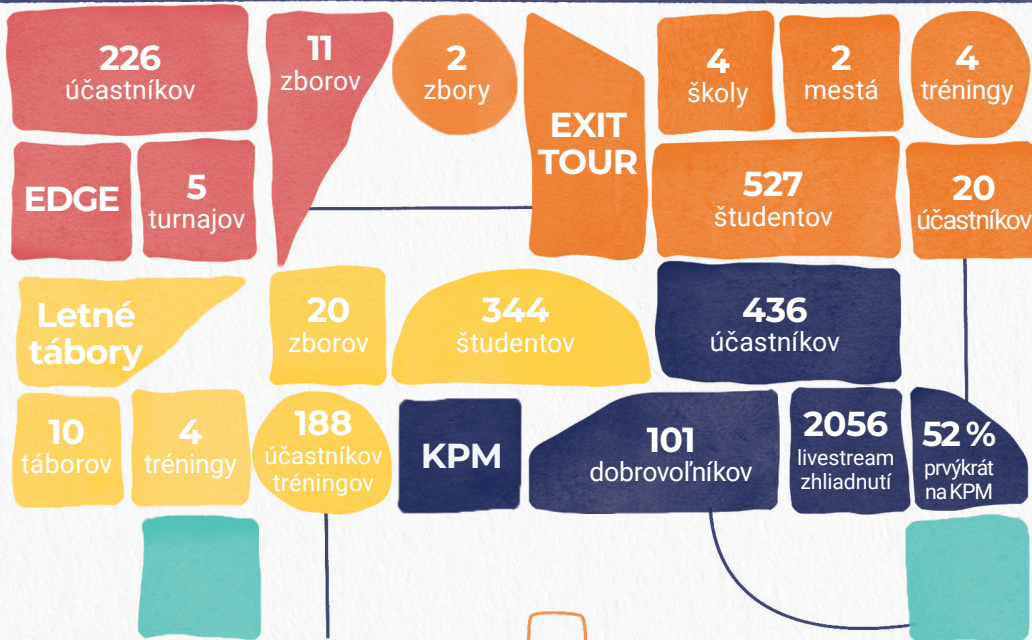 226
účastníkov
11
zborov
2
zbory
EXIT
TOUR
4
školy
2
mestá
4
tréningy
EDGE
5
turnajov
527
študentov
20
účastníkov
Letné
tábory
20
zborov
344
študentov
436
účastníkov
10
táborov
4
tréningy
188
účastníkov
tréningov
KPM
101
dobrovoľníkov
2056
livestream
zhliadnutí
52 %
prvýkrát
na KPM